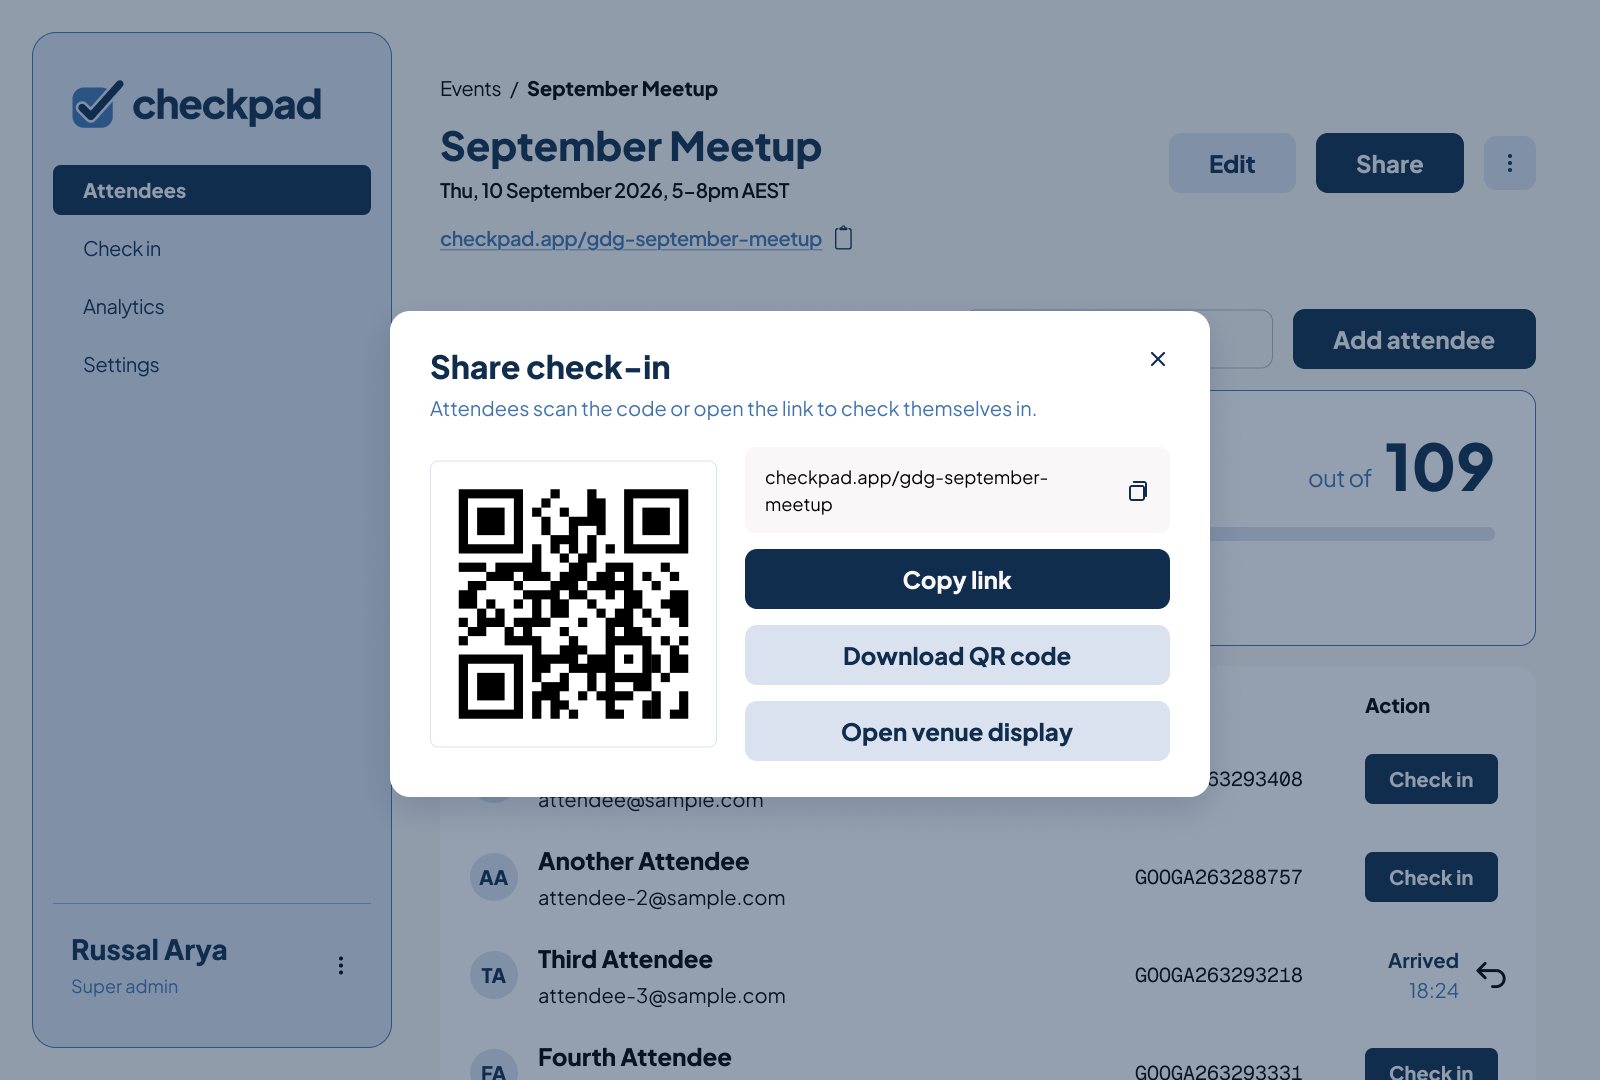 checkpad
Attendees
Check in
Analytics
Settings
Russal Arya
Super admin
Events / September Meetup
September Meetup
Thu, 10 September 2026, 5–8pm AEST
checkpad.app/gdg-september-meetup
Edit
Share
Add attendee
out of 109
Share check-in
Attendees scan the code or open the link to check themselves in.
checkpad.app/gdg-september-
meetup
Copy link
Download QR code
Open venue display
Action
63293408
Check in
attendee@sample.com
AA
Another Attendee
attendee-2@sample.com
GOOGA263288757
Check in
TA
Third Attendee
attendee-3@sample.com
GOOGA263293218
Arrived
18:24
FA
Fourth Attendee
GOOGA263293331
Check in